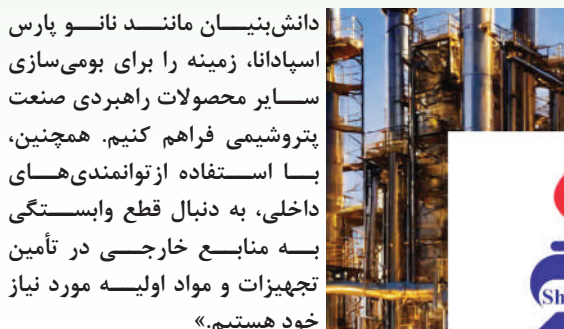 دانش‌بنیان مانند نانو پارس
اسپادانا، زمینه را برای بومی‌سازی
سایر محصولات راهبردی صنعت
پتروشیمی فراهم کنیم. همچنین،
با استفاده ازتوانمندی‌های
داخلی، به دنبال قطع وابستگی
به منابع خارجی در تأمین
تجهیزات و مواد اولیه مورد نیاز
خود هستیم.»
Sh